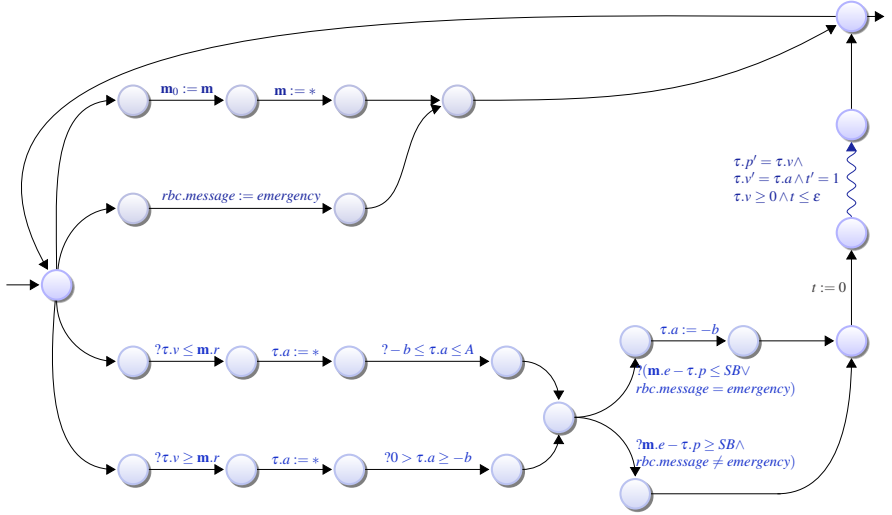 m₀ := m
m := ∗
rbc.message := emergency
τ.p′ = τ.v∧
τ.v′ = τ.a∧t′ = 1
τ.v ≥ 0∧t ≤ ε
t := 0
?τ.v ≤ m.r
τ.a := ∗
?−b ≤ τ.a ≤ A
τ.a := −b
?(m.e−τ.p ≤ SB∨
rbc.message = emergency)
?τ.v ≥ m.r
τ.a := ∗
?0 > τ.a ≥ −b
?m.e−τ.p ≥ SB∧
rbc.message ≠ emergency)